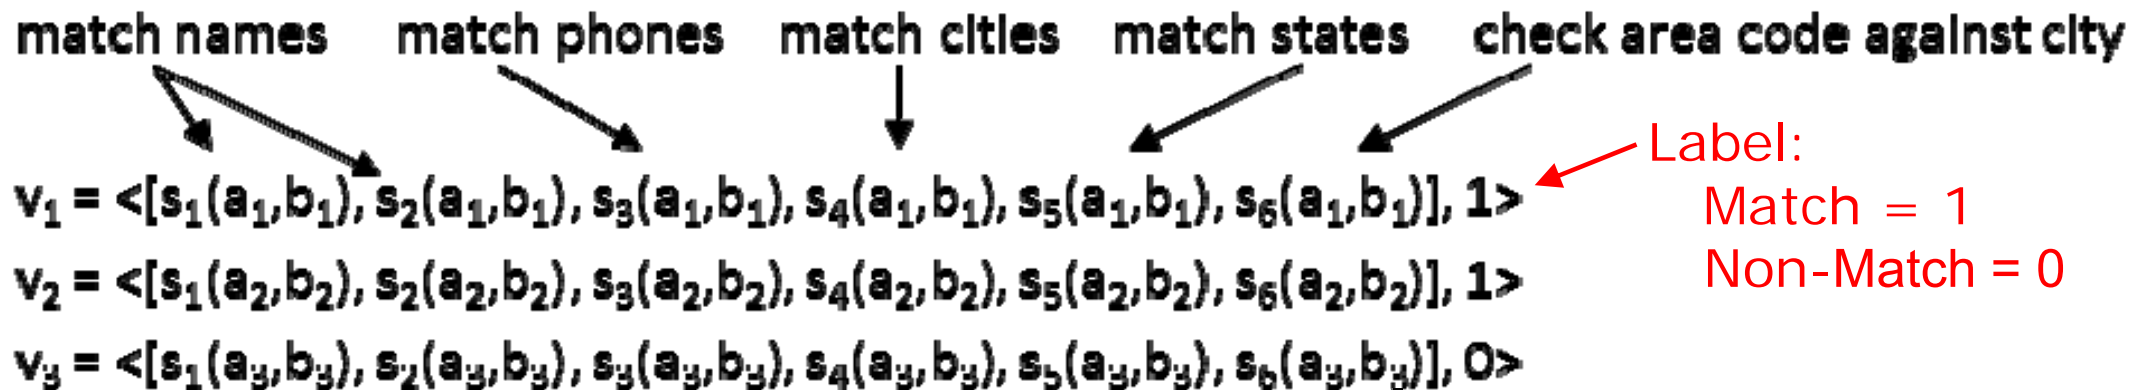 match names match phones match cities match states check area code against city
Label:
Match = 1
Non-Match = 0
v₁ = <[s₁(a₁,b₁), s₂(a₁,b₁), s₃(a₁,b₁), s₄(a₁,b₁), s₅(a₁,b₁), s₆(a₁,b₁)], 1>
v₂ = <[s₁(a₂,b₂), s₂(a₂,b₂), s₃(a₂,b₂), s₄(a₂,b₂), s₅(a₂,b₂), s₆(a₂,b₂)], 1>
v₃ = <[s₁(a₃,b₃), s₂(a₃,b₃), s₃(a₃,b₃), s₄(a₃,b₃), s₅(a₃,b₃), s₆(a₃,b₃)], 0>